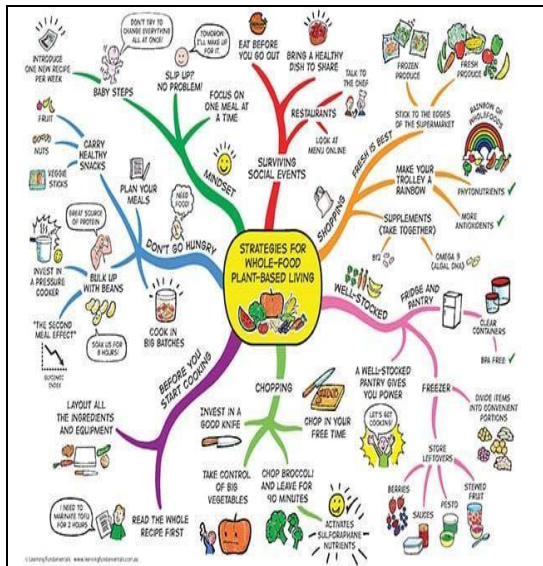 STRATEGIES FOR
WHOLE-FOOD
PLANT-BASED LIVING
MINDSET
BABY STEPS
INTRODUCE
ONE NEW RECIPE
PER WEEK
DON'T TRY TO
CHANGE EVERYTHING
ALL AT ONCE!
SLIP UP?
NO PROBLEM!
TOMORROW
I'LL MAKE UP
FOR IT.
FOCUS ON
ONE MEAL AT
A TIME
SURVIVING
SOCIAL EVENTS
EAT BEFORE
YOU GO OUT
BRING A HEALTHY
DISH TO SHARE
RESTAURANTS
TALK TO
THE CHEF
LOOK AT
MENU ONLINE
SHOPPING
FRESH IS BEST
FROZEN
PRODUCE
FRESH
PRODUCE
STICK TO THE EDGES
OF THE SUPERMARKET
RAINBOW OF
WHOLEFOODS
MAKE YOUR
TROLLEY A
RAINBOW
PHYTONUTRIENTS
MORE
ANTIOXIDENTS
SUPPLEMENTS
(TAKE TOGETHER)
B12
OMEGA 3
(ALGAL DHA)
WELL-STOCKED
FRIDGE AND
PANTRY
CLEAR
CONTAINERS
BPA FREE
A WELL-STOCKED
PANTRY GIVES
YOU POWER
LET'S GET
COOKING!
FREEZER
DIVIDE ITEMS
INTO CONVENIENT
PORTIONS
STORE
LEFTOVERS
BERRIES
SAUCES
PESTO
STEWED
FRUIT
CHOPPING
INVEST IN A
GOOD KNIFE
CHOP IN YOUR
FREE TIME
TAKE CONTROL
OF BIG
VEGETABLES
CHOP BROCCOLI
AND LEAVE FOR
90 MINUTES
ACTIVATES
SULFORAPHANE
NUTRIENTS
BEFORE YOU
START COOKING
LAYOUT ALL
THE INGREDIENTS
AND EQUIPMENT
READ THE WHOLE
RECIPE FIRST
I NEED TO
MARINATE TOFU
FOR 2 HOURS
DON'T GO HUNGRY
NEED
FOOD!
CARRY
HEALTHY
SNACKS
FRUIT
NUTS
VEGGIE
STICKS
PLAN YOUR
MEALS
BULK UP
WITH BEANS
GREAT SOURCE
OF PROTEIN
INVEST IN
A PRESSURE
COOKER
"THE SECOND
MEAL EFFECT"
GLYCEMIC
INDEX
SOAK US FOR
8 HOURS!
COOK IN
BIG BATCHES
© Learning Fundamentals www.learningfundamentals.com.au